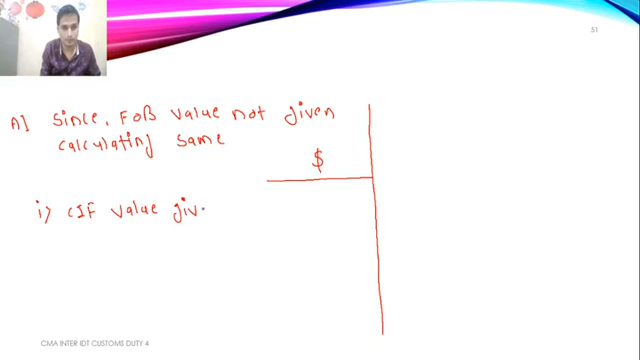 51
A] Since, FOB value not given
calculating same
$
i) CIF value giv
CMA INTER IDT CUSTOMS DUTY 4